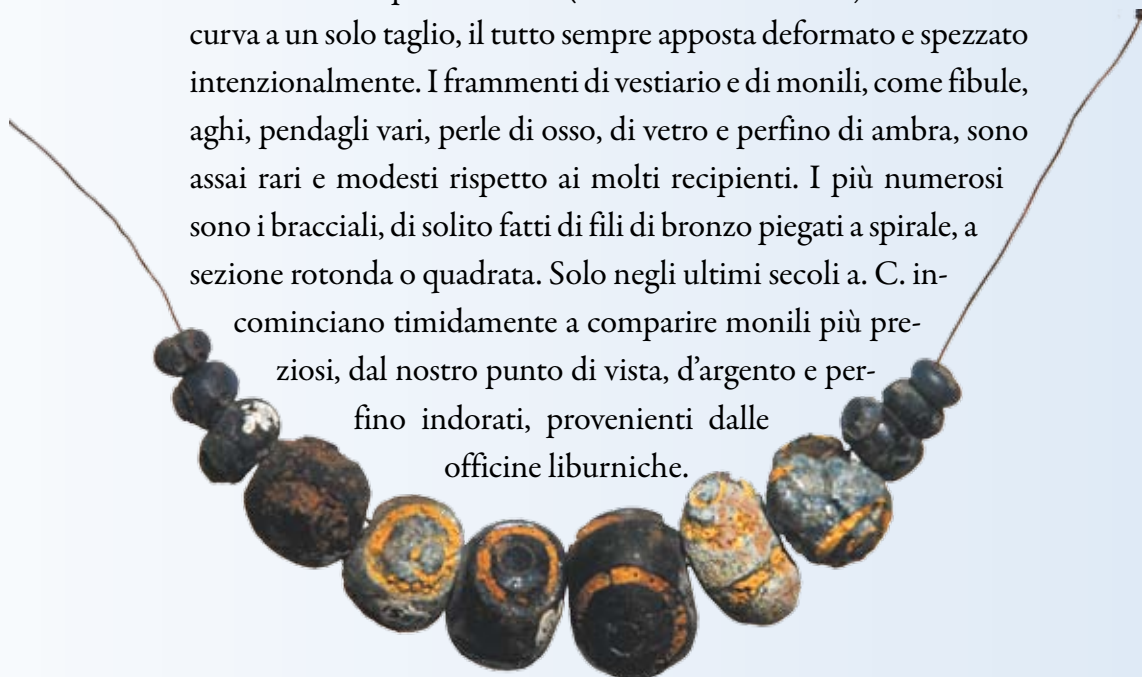 curva a un solo taglio, il tutto sempre apposta deformato e spezzato
intenzionalmente. I frammenti di vestiario e di monili, come fibule,
aghi, pendagli vari, perle di osso, di vetro e perfino di ambra, sono
assai rari e modesti rispetto ai molti recipienti. I più numerosi
sono i bracciali, di solito fatti di fili di bronzo piegati a spirale, a
sezione rotonda o quadrata. Solo negli ultimi secoli a. C. in-
cominciano timidamente a comparire monili più pre-
ziosi, dal nostro punto di vista, d’argento e per-
fino indorati, provenienti dalle
officine liburniche.